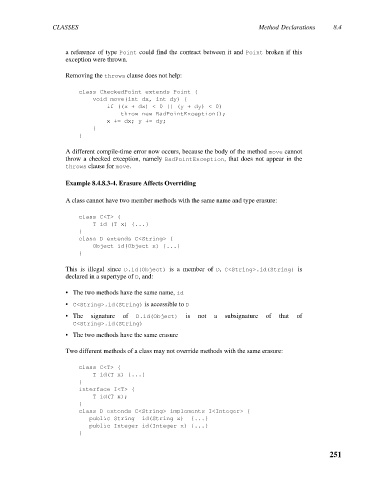 CLASSES Method Declarations 8.4
a reference of type Point could find the contract between it and Point broken if this
exception were thrown.
Removing the throws clause does not help:
class CheckedPoint extends Point {
void move(int dx, int dy) {
if ((x + dx) < 0 || (y + dy) < 0)
throw new BadPointException();
x += dx; y += dy;
}
}
A different compile-time error now occurs, because the body of the method move cannot
throw a checked exception, namely BadPointException, that does not appear in the
throws clause for move.
Example 8.4.8.3-4. Erasure Affects Overriding
A class cannot have two member methods with the same name and type erasure:
class C<T> {
T id (T x) {...}
}
class D extends C<String> {
Object id(Object x) {...}
}
This is illegal since D.id(Object) is a member of D, C<String>.id(String) is
declared in a supertype of D, and:
• The two methods have the same name, id
• C<String>.id(String) is accessible to D
• The signature of D.id(Object) is not a subsignature of that of
C<String>.id(String)
• The two methods have the same erasure
Two different methods of a class may not override methods with the same erasure:
class C<T> {
T id(T x) {...}
}
interface I<T> {
T id(T x);
}
class D extends C<String> implements I<Integer> {
public String id(String x) {...}
public Integer id(Integer x) {...}
}
251